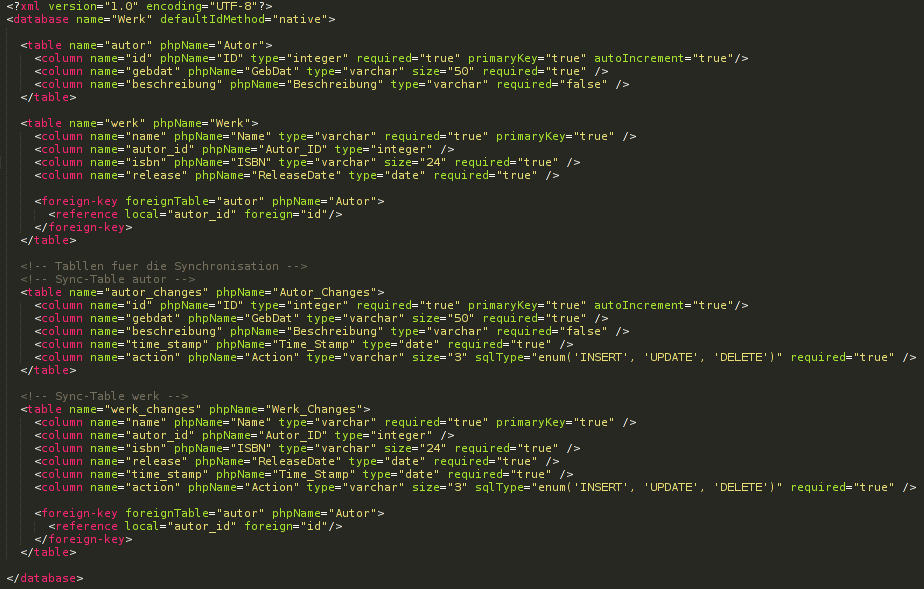 <?xml version="1.0" encoding="UTF-8"?>
<database name="Werk" defaultIdMethod="native">
<table name="autor" phpName="Autor">
<column name="id" phpName="ID" type="integer" required="true" primaryKey="true" autoIncrement="true"/>
<column name="gebdat" phpName="GebDat" type="varchar" size="50" required="true" />
<column name="beschreibung" phpName="Beschreibung" type="varchar" required="false" />
</table>
<table name="werk" phpName="Werk">
<column name="name" phpName="Name" type="varchar" required="true" primaryKey="true" />
<column name="autor_id" phpName="Autor_ID" type="integer" />
<column name="isbn" phpName="ISBN" type="varchar" size="24" required="true" />
<column name="release" phpName="ReleaseDate" type="date" required="true" />
<foreign-key foreignTable="autor" phpName="Autor">
<reference local="autor_id" foreign="id"/>
</foreign-key>
</table>
<!-- Tabllen fuer die Synchronisation -->
<!-- Sync-Table autor -->
<table name="autor_changes" phpName="Autor_Changes">
<column name="id" phpName="ID" type="integer" required="true" primaryKey="true" autoIncrement="true"/>
<column name="gebdat" phpName="GebDat" type="varchar" size="50" required="true" />
<column name="beschreibung" phpName="Beschreibung" type="varchar" required="false" />
<column name="time_stamp" phpName="Time_Stamp" type="date" required="true" />
<column name="action" phpName="Action" type="varchar" size="3" sqlType="enum('INSERT', 'UPDATE', 'DELETE')" required="true" />
</table>
<!-- Sync-Table werk -->
<table name="werk_changes" phpName="Werk_Changes">
<column name="name" phpName="Name" type="varchar" required="true" primaryKey="true" />
<column name="autor_id" phpName="Autor_ID" type="integer" />
<column name="isbn" phpName="ISBN" type="varchar" size="24" required="true" />
<column name="release" phpName="ReleaseDate" type="date" required="true" />
<column name="time_stamp" phpName="Time_Stamp" type="date" required="true" />
<column name="action" phpName="Action" type="varchar" size="3" sqlType="enum('INSERT', 'UPDATE', 'DELETE')" required="true" />
<foreign-key foreignTable="autor" phpName="Autor">
<reference local="autor_id" foreign="id"/>
</foreign-key>
</table>
</database>